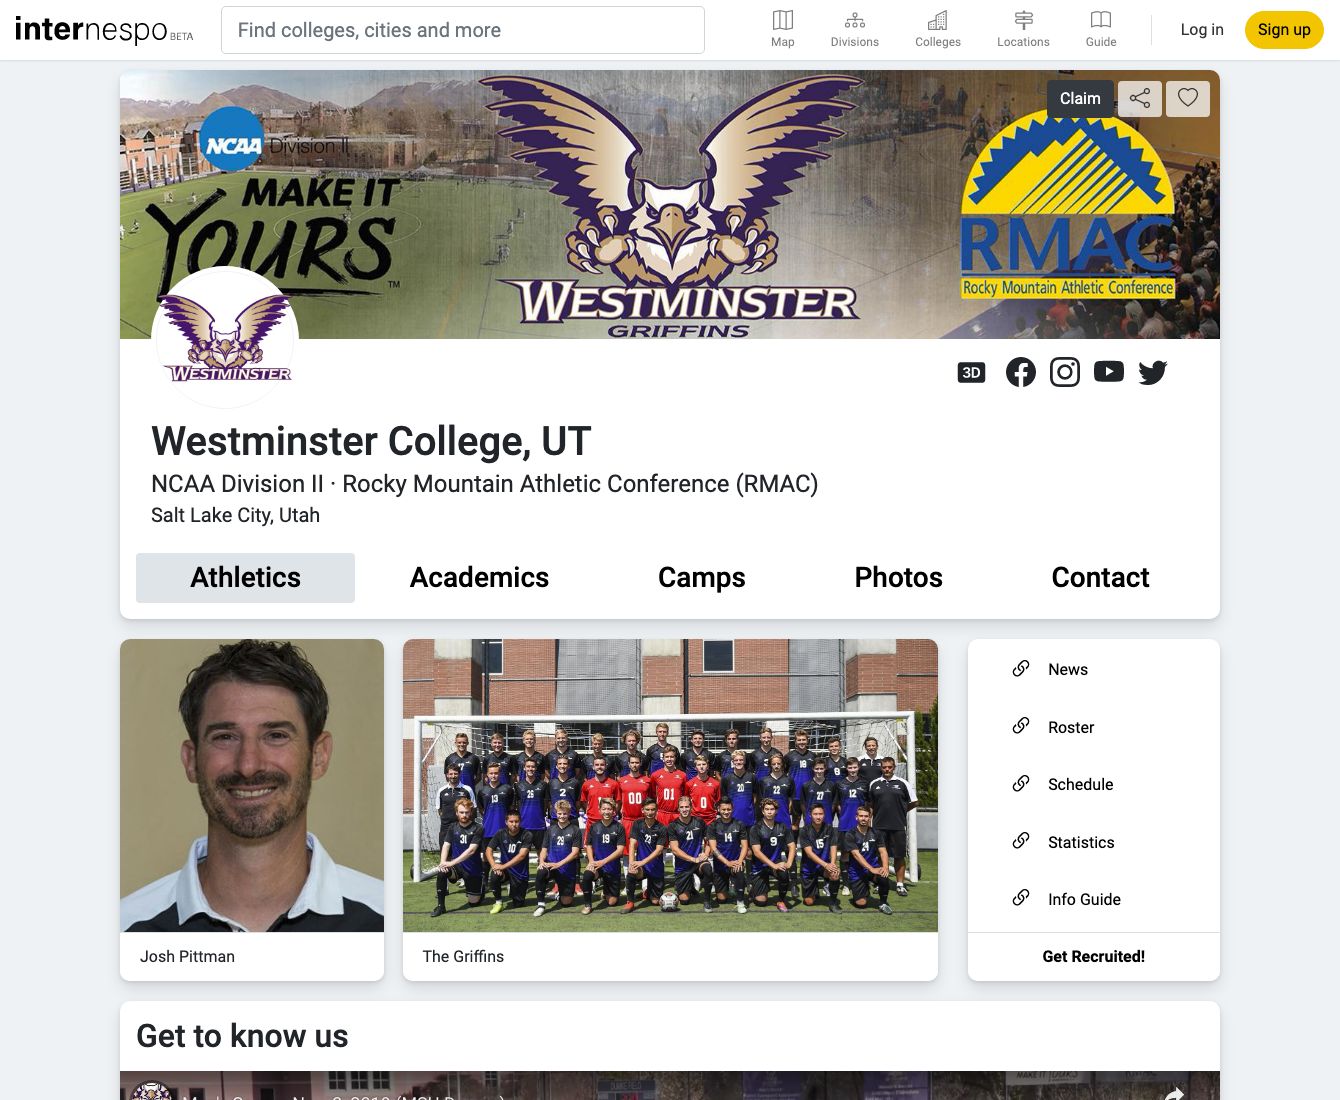 internespo BETA
Find colleges, cities and more
Map
Divisions
Colleges
Locations
Guide
Log in
Sign up
Claim
NCAA Division II
MAKE IT
YOURS
TM
WESTMINSTER
GRIFFINS
RMAC
Rocky Mountain Athletic Conference
WESTMINSTER
3D
Westminster College, UT
NCAA Division II · Rocky Mountain Athletic Conference (RMAC)
Salt Lake City, Utah
Athletics
Academics
Camps
Photos
Contact
News
Roster
Schedule
Statistics
Info Guide
Get Recruited!
Josh Pittman
The Griffins
Get to know us